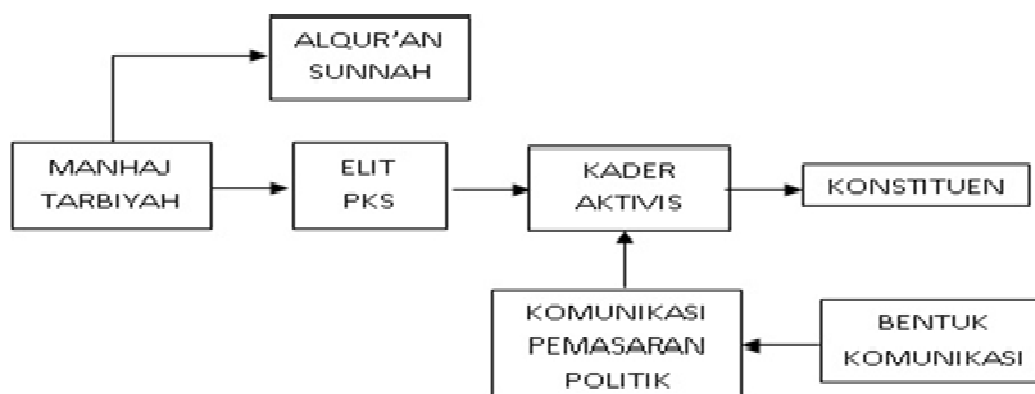 ALQUR'AN
SUNNAH
MANHAJ
TARBIYAH
ELIT
PKS
KADER
AKTIVIS
KONSTITUEN
KOMUNIKASI
PEMASARAN
POLITIK
BENTUK
KOMUNIKASI